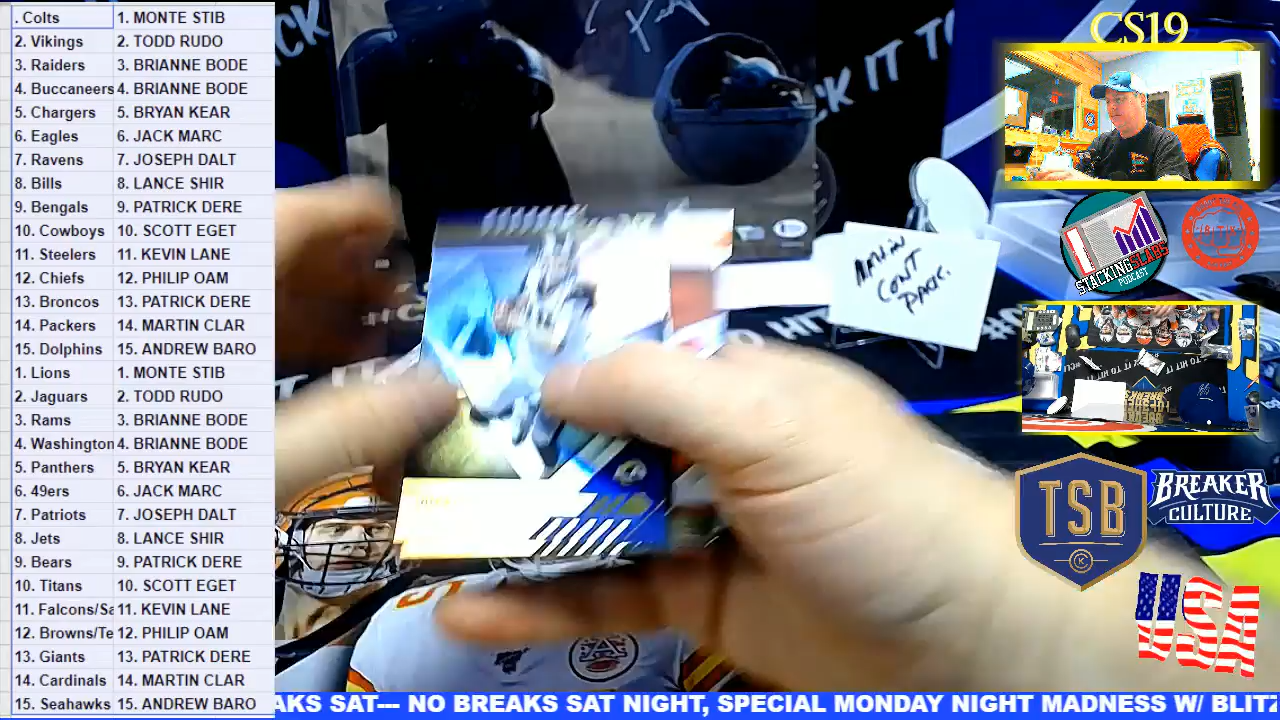 . Colts 1. MONTE STIB
2. Vikings 2. TODD RUDO
3. Raiders 3. BRIANNE BODE
4. Buccaneers 4. BRIANNE BODE
5. Chargers 5. BRYAN KEAR
6. Eagles 6. JACK MARC
7. Ravens 7. JOSEPH DALT
8. Bills 8. LANCE SHIR
9. Bengals 9. PATRICK DERE
10. Cowboys 10. SCOTT EGET
11. Steelers 11. KEVIN LANE
12. Chiefs 12. PHILIP OAM
13. Broncos 13. PATRICK DERE
14. Packers 14. MARTIN CLAR
15. Dolphins 15. ANDREW BARO
1. Lions 1. MONTE STIB
2. Jaguars 2. TODD RUDO
3. Rams 3. BRIANNE BODE
4. Washington 4. BRIANNE BODE
5. Panthers 5. BRYAN KEAR
6. 49ers 6. JACK MARC
7. Patriots 7. JOSEPH DALT
8. Jets 8. LANCE SHIR
9. Bears 9. PATRICK DERE
10. Titans 10. SCOTT EGET
11. Falcons/Sa 11. KEVIN LANE
12. Browns/Te 12. PHILIP OAM
13. Giants 13. PATRICK DERE
14. Cardinals 14. MARTIN CLAR
15. Seahawks 15. ANDREW BARO
CK IT TO
CONT
PACK.
CS19
STACKING SLABS
PODCAST
TSB
BREAKER
CULTURE
USA
AKS SAT--- NO BREAKS SAT NIGHT, SPECIAL MONDAY NIGHT MADNESS W/ BLITZ